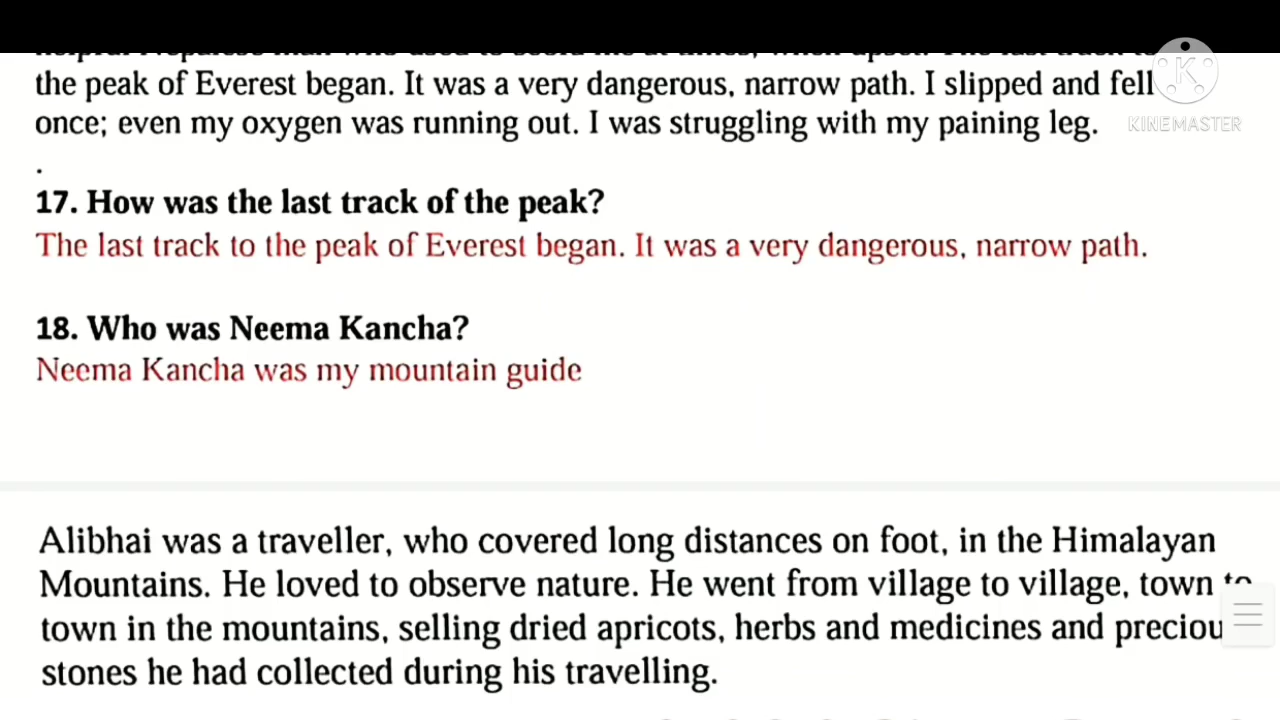 the peak of Everest began. It was a very dangerous, narrow path. I slipped and fell
once; even my oxygen was running out. I was struggling with my paining leg.
.
17. How was the last track of the peak?
The last track to the peak of Everest began. It was a very dangerous, narrow path.
18. Who was Neema Kancha?
Neema Kancha was my mountain guide
Alibhai was a traveller, who covered long distances on foot, in the Himalayan
Mountains. He loved to observe nature. He went from village to village, town to
town in the mountains, selling dried apricots, herbs and medicines and preciou
stones he had collected during his travelling.
K
KINEMASTER